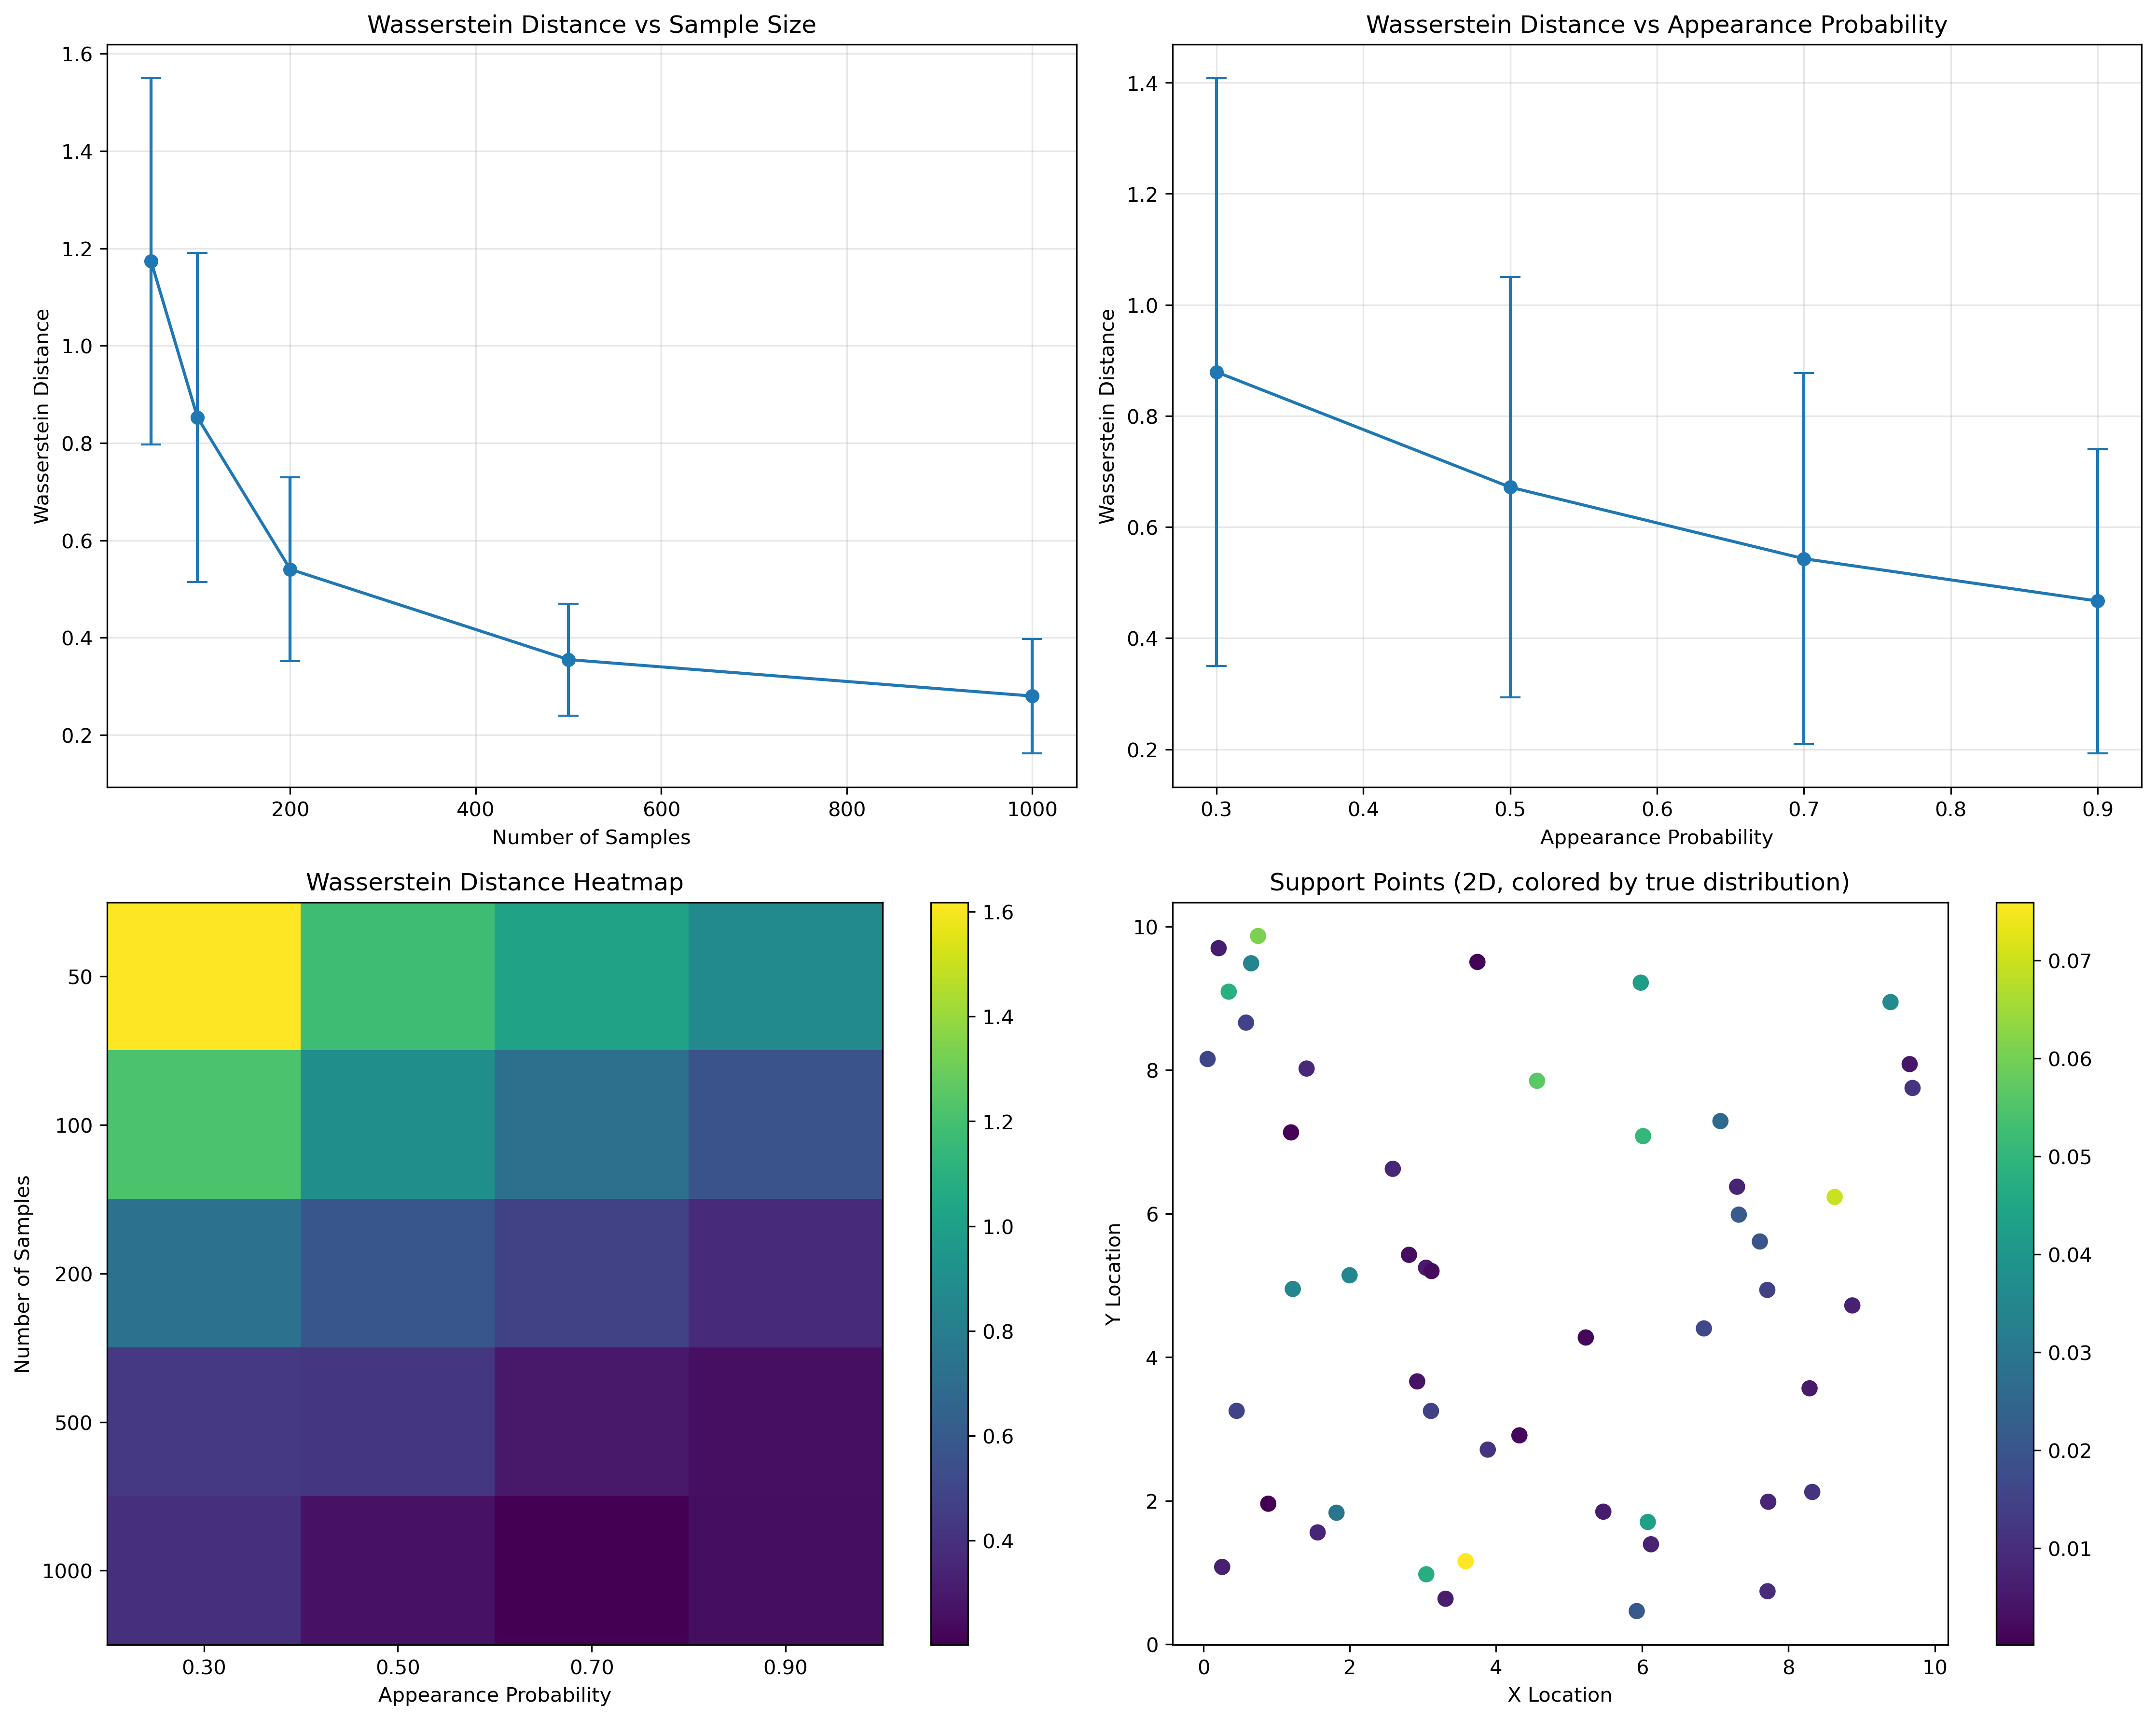 Wasserstein Distance vs Sample Size
Wasserstein Distance
1.6
1.4
1.2
1.0
0.8
0.6
0.4
0.2
200 400 600 800 1000
Number of Samples
Wasserstein Distance vs Appearance Probability
Wasserstein Distance
1.4
1.2
1.0
0.8
0.6
0.4
0.2
0.3 0.4 0.5 0.6 0.7 0.8 0.9
Appearance Probability
Wasserstein Distance Heatmap
Number of Samples
50
100
200
500
1000
0.30 0.50 0.70 0.90
Appearance Probability
1.6
1.4
1.2
1.0
0.8
0.6
0.4
Support Points (2D, colored by true distribution)
Y Location
10
8
6
4
2
0
0 2 4 6 8 10
X Location
0.07
0.06
0.05
0.04
0.03
0.02
0.01